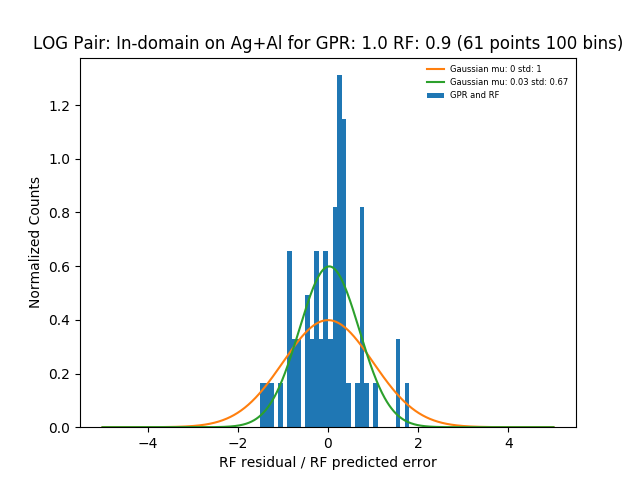 LOG Pair: In-domain on Ag+Al for GPR: 1.0 RF: 0.9 (61 points 100 bins)
Gaussian mu: 0 std: 1
Gaussian mu: 0.03 std: 0.67
GPR and RF
Normalized Counts
1.2
1.0
0.8
0.6
0.4
0.2
0.0
−4 −2 0 2 4
RF residual / RF predicted error